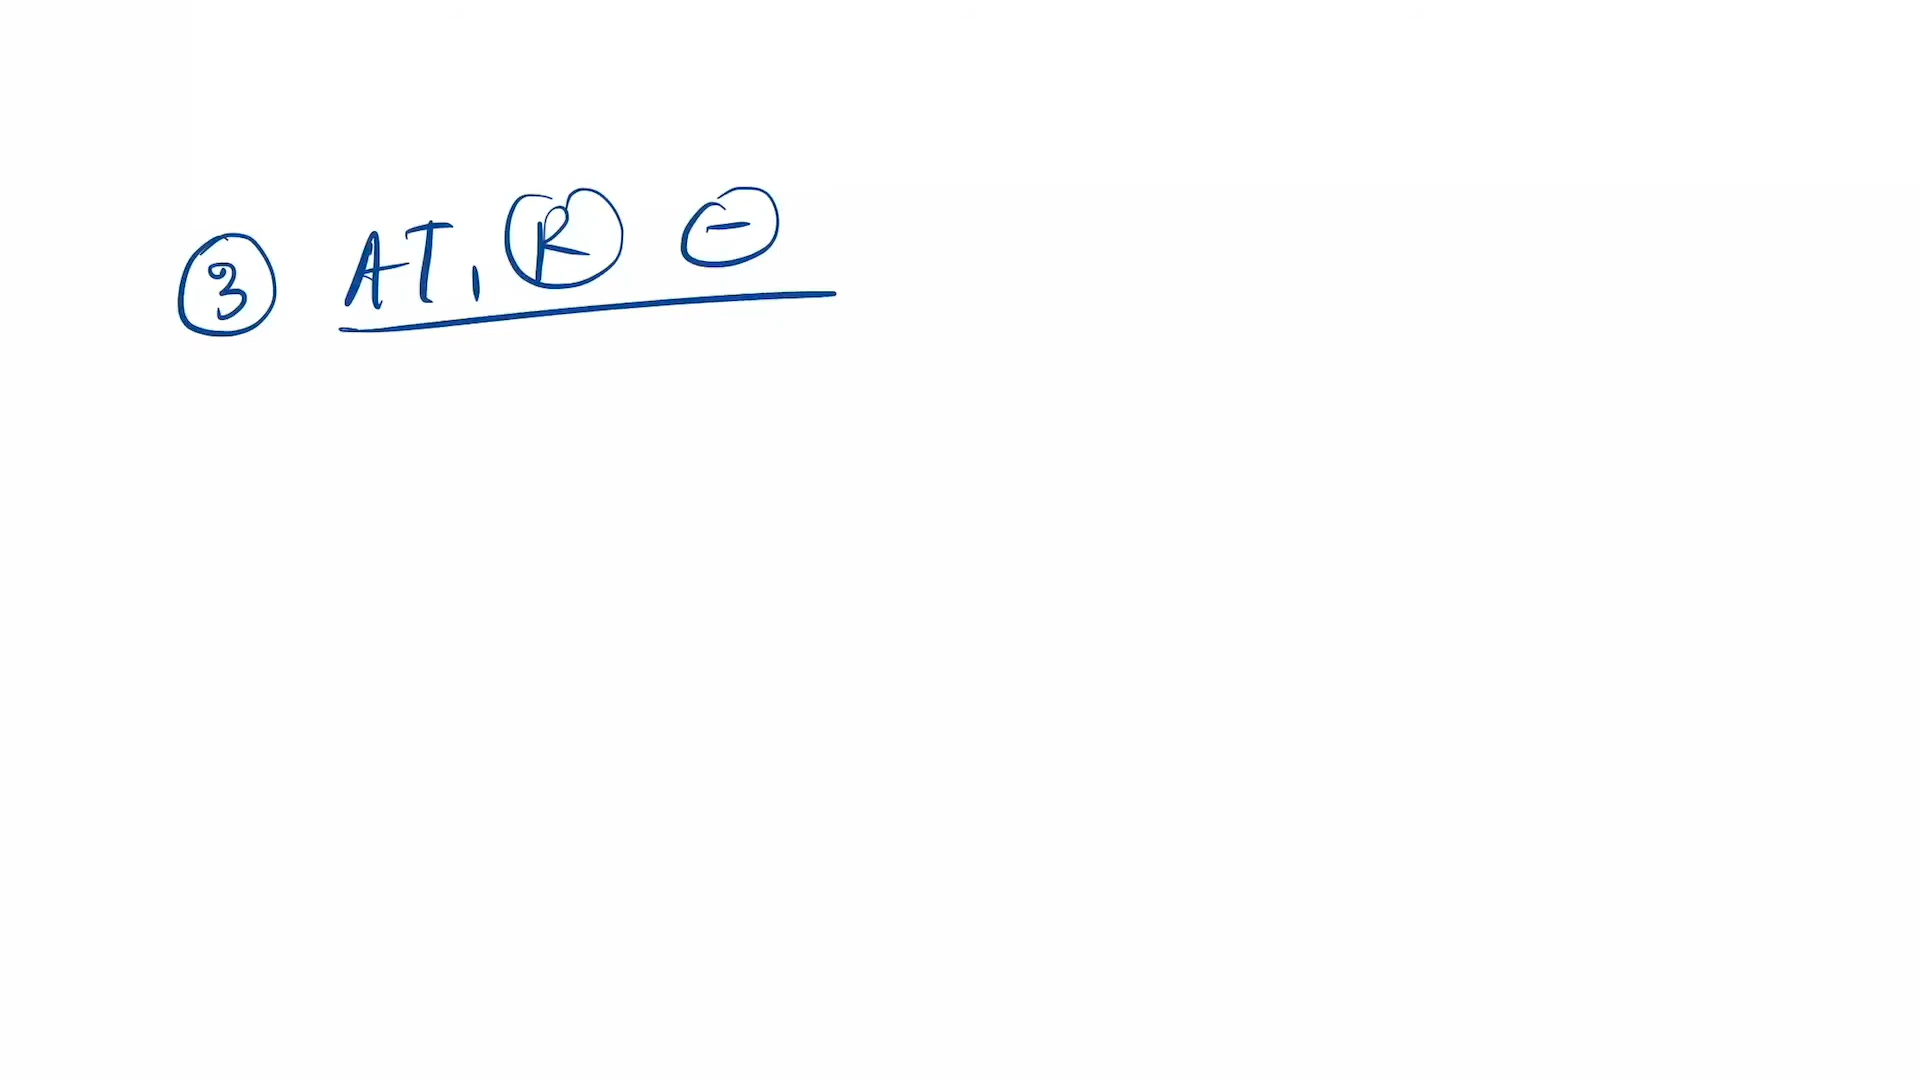 ③ AT₁ Ⓡ ⊖